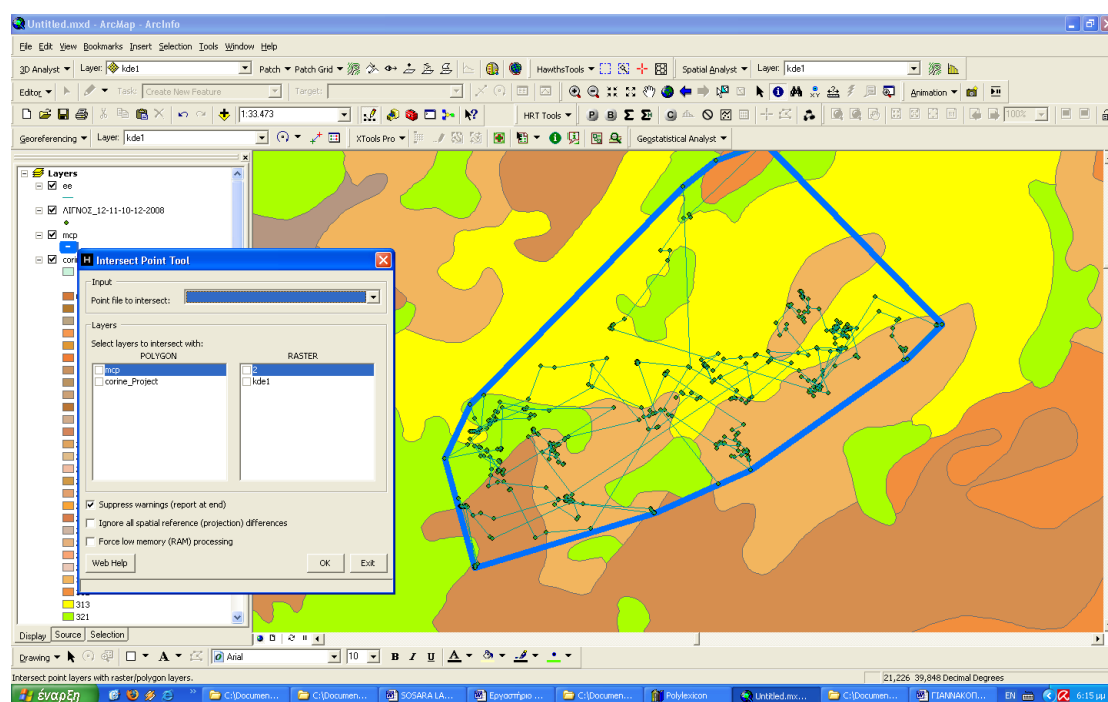 Untitled.mxd - ArcMap - ArcInfo
File Edit View Bookmarks Insert Selection Tools Window Help
3D Analyst Layer: kde1 Patch Patch Grid HawthsTools Spatial Analyst Layer: kde1
Editor Task: Create New Feature Target: Animation
1:33.473 HRT Tools P B Σ Σ 100%
Georeferencing Layer: kde1 XTools Pro Geostatistical Analyst
Layers
ee
ΛΙΓΝΟΣ_12-11-10-12-2008
mcp
Intersect Point Tool
Input
Point file to intersect:
Layers
Select layers to intersect with:
POLYGON RASTER
mcp 2
corine_Project kde1
Suppress warnings (report at end)
Ignore all spatial reference (projection) differences
Force low memory (RAM) processing
Web Help OK Exit
313
321
Display Source Selection
Drawing A Arial 10 B I U A
Intersect point layers with raster/polygon layers. 21,226 39,848 Decimal Degrees
έναρξη C:\Documen... C:\Documen... SOSARA LA... Εργαστήριο ... C:\Documen... Polylexicon Untitled.mx... C:\Documen... ΓΙΑΝΝΑΚΟΠ... EN 6:15 μμ